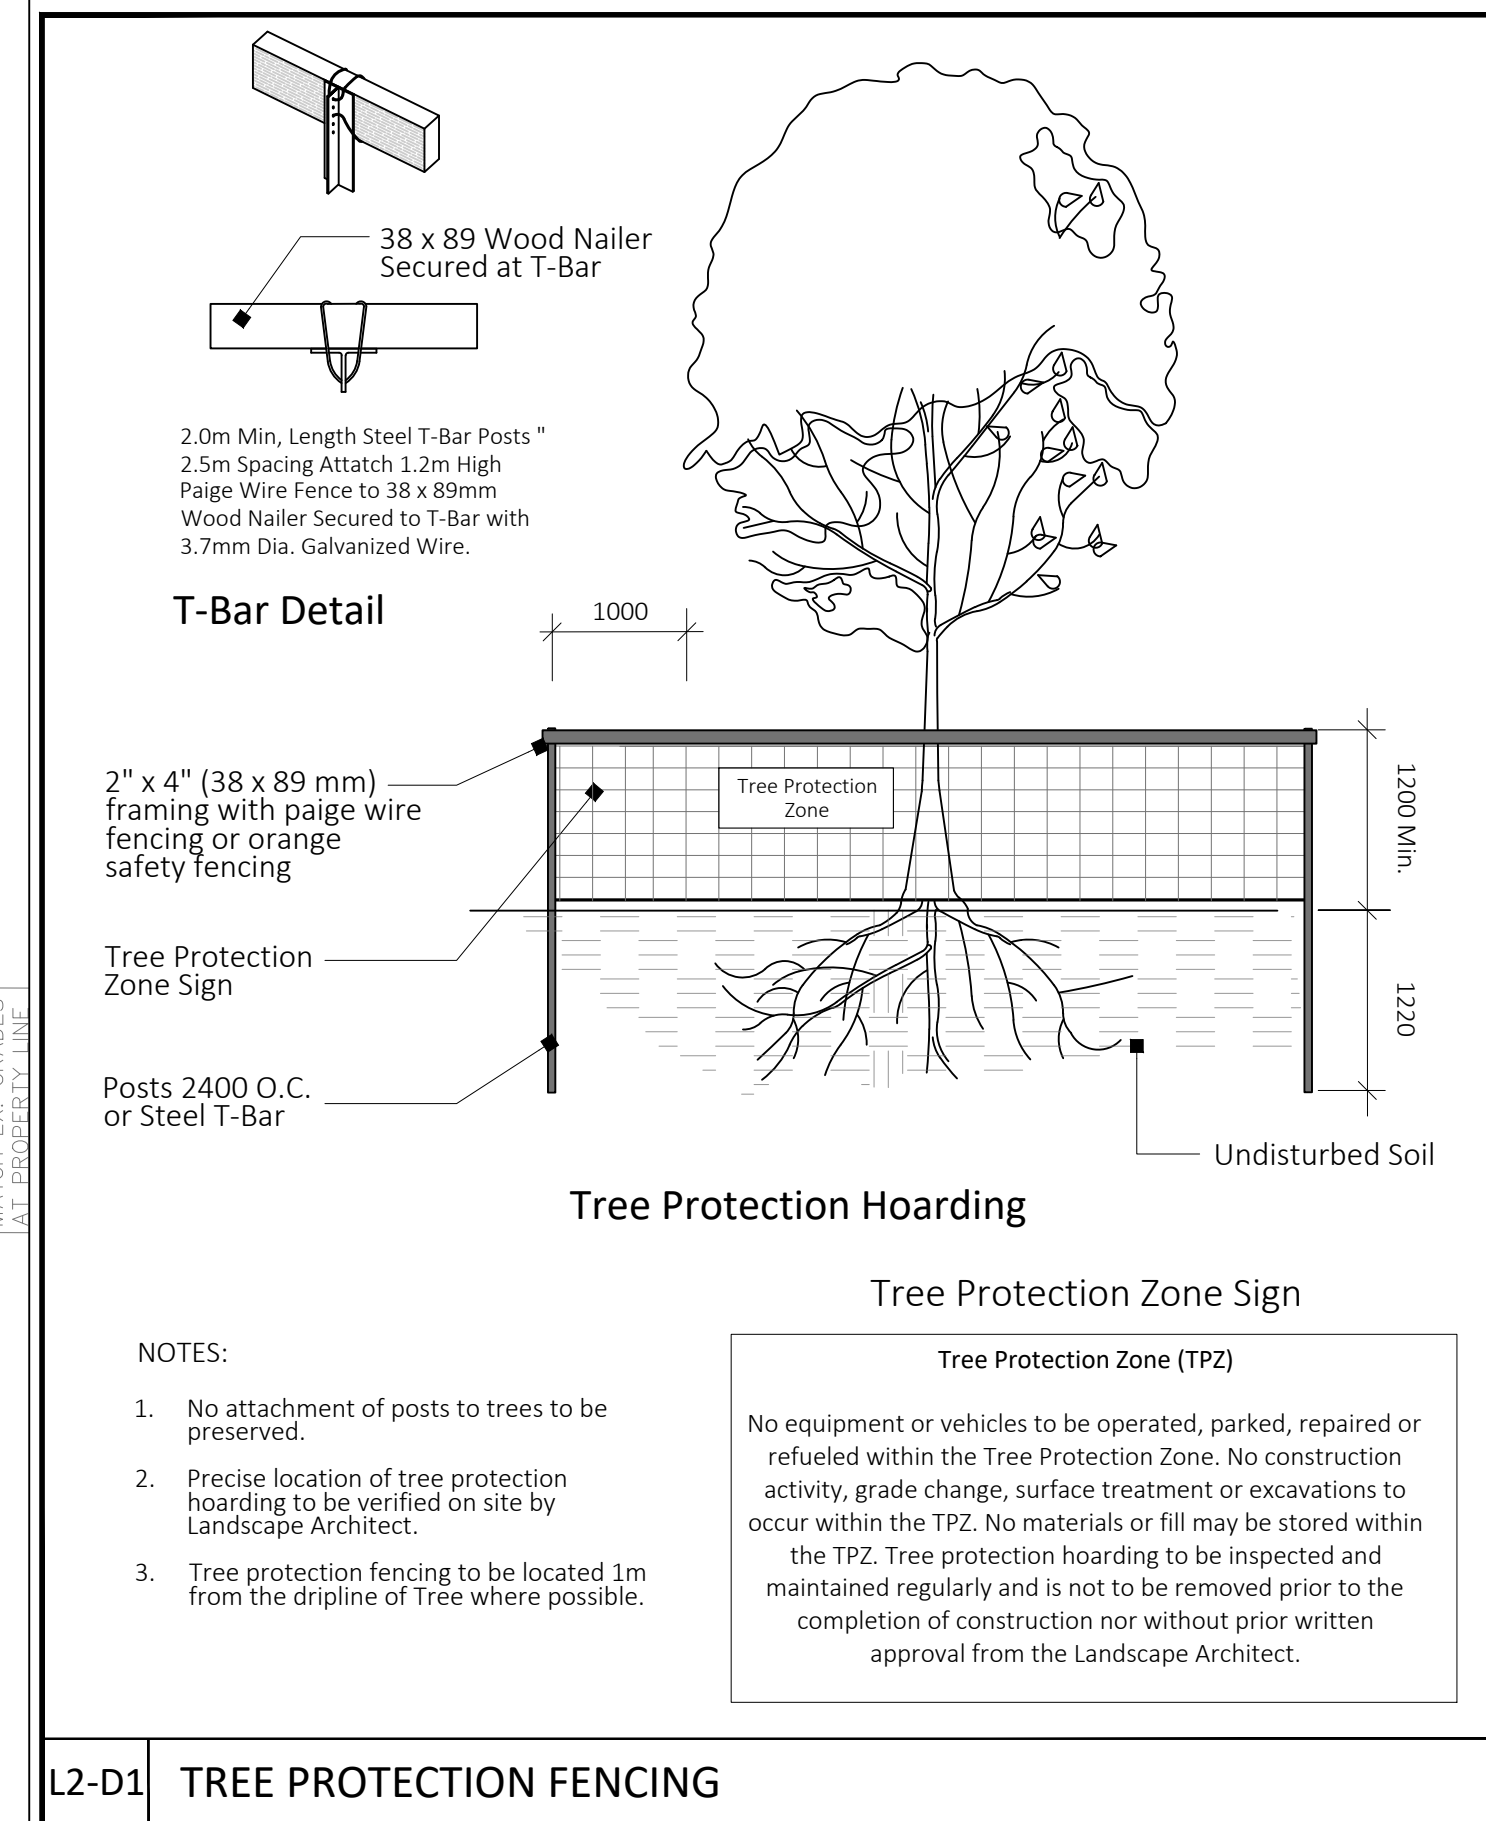 38 x 89 Wood Nailer
Secured at T-Bar
2.0m Min, Length Steel T-Bar Posts "
2.5m Spacing Attatch 1.2m High
Paige Wire Fence to 38 x 89mm
Wood Nailer Secured to T-Bar with
3.7mm Dia. Galvanized Wire.
T-Bar Detail
1000
2" x 4" (38 x 89 mm)
framing with paige wire
fencing or orange
safety fencing
Tree Protection
Zone
1200 Min.
Tree Protection
Zone Sign
1220
Posts 2400 O.C.
or Steel T-Bar
Undisturbed Soil
AT PROPERTY LINE
Tree Protection Hoarding
NOTES:
1. No attachment of posts to trees to be
preserved.
2. Precise location of tree protection
hoarding to be verified on site by
Landscape Architect.
3. Tree protection fencing to be located 1m
from the dripline of Tree where possible.
Tree Protection Zone Sign
Tree Protection Zone (TPZ)
No equipment or vehicles to be operated, parked, repaired or
refueled within the Tree Protection Zone. No construction
activity, grade change, surface treatment or excavations to
occur within the TPZ. No materials or fill may be stored within
the TPZ. Tree protection hoarding to be inspected and
maintained regularly and is not to be removed prior to the
completion of construction nor without prior written
approval from the Landscape Architect.
L2-D1
TREE PROTECTION FENCING